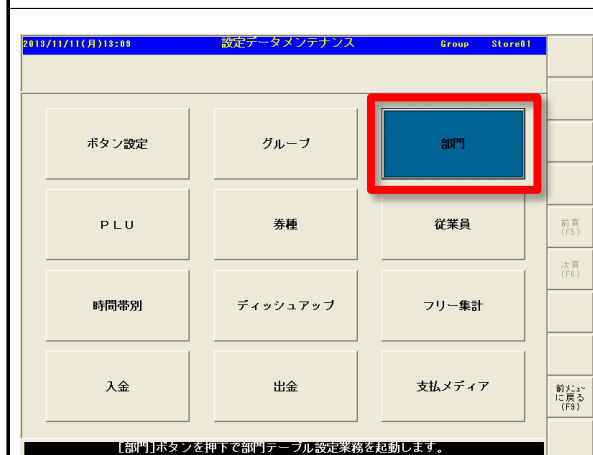 2013/11/11(月)13:09 設定データメンテナンス Group Store01
ボタン設定 グループ 部門
ＰＬＵ 券種 従業員
前頁
(F5)
次頁
(F6)
時間帯別 ディッシュアップ フリー集計
入金 出金 支払メディア
前ﾒﾆｭｰ
に戻る
(F9)
[部門]ボタンを押下で部門テーブル設定業務を起動します。